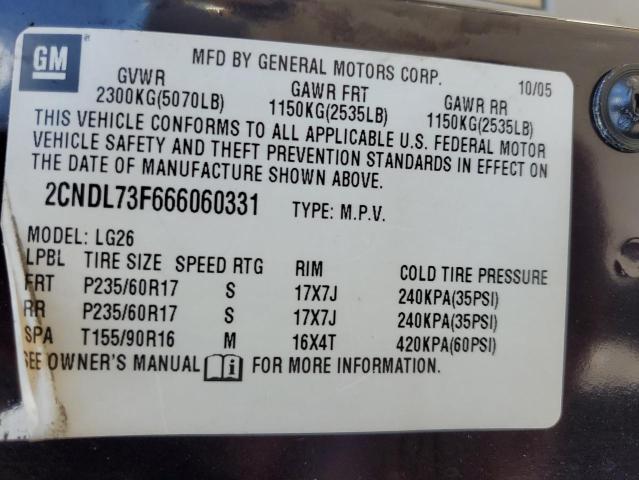 GM
MFD BY GENERAL MOTORS CORP.
10/05
GVWR GAWR FRT GAWR RR
2300KG(5070LB) 1150KG(2535LB) 1150KG(2535LB)
THIS VEHICLE CONFORMS TO ALL APPLICABLE U.S. FEDERAL MOTOR
VEHICLE SAFETY AND THEFT PREVENTION STANDARDS IN EFFECT ON
THE DATE OF MANUFACTURE SHOWN ABOVE.
2CNDL73F666060331 TYPE: M.P.V.
MODEL: LG26
LPBL TIRE SIZE SPEED RTG RIM COLD TIRE PRESSURE
FRT P235/60R17 S 17X7J 240KPA(35PSI)
RR P235/60R17 S 17X7J 240KPA(35PSI)
SPA T155/90R16 M 16X4T 420KPA(60PSI)
SEE OWNER'S MANUAL i FOR MORE INFORMATION.